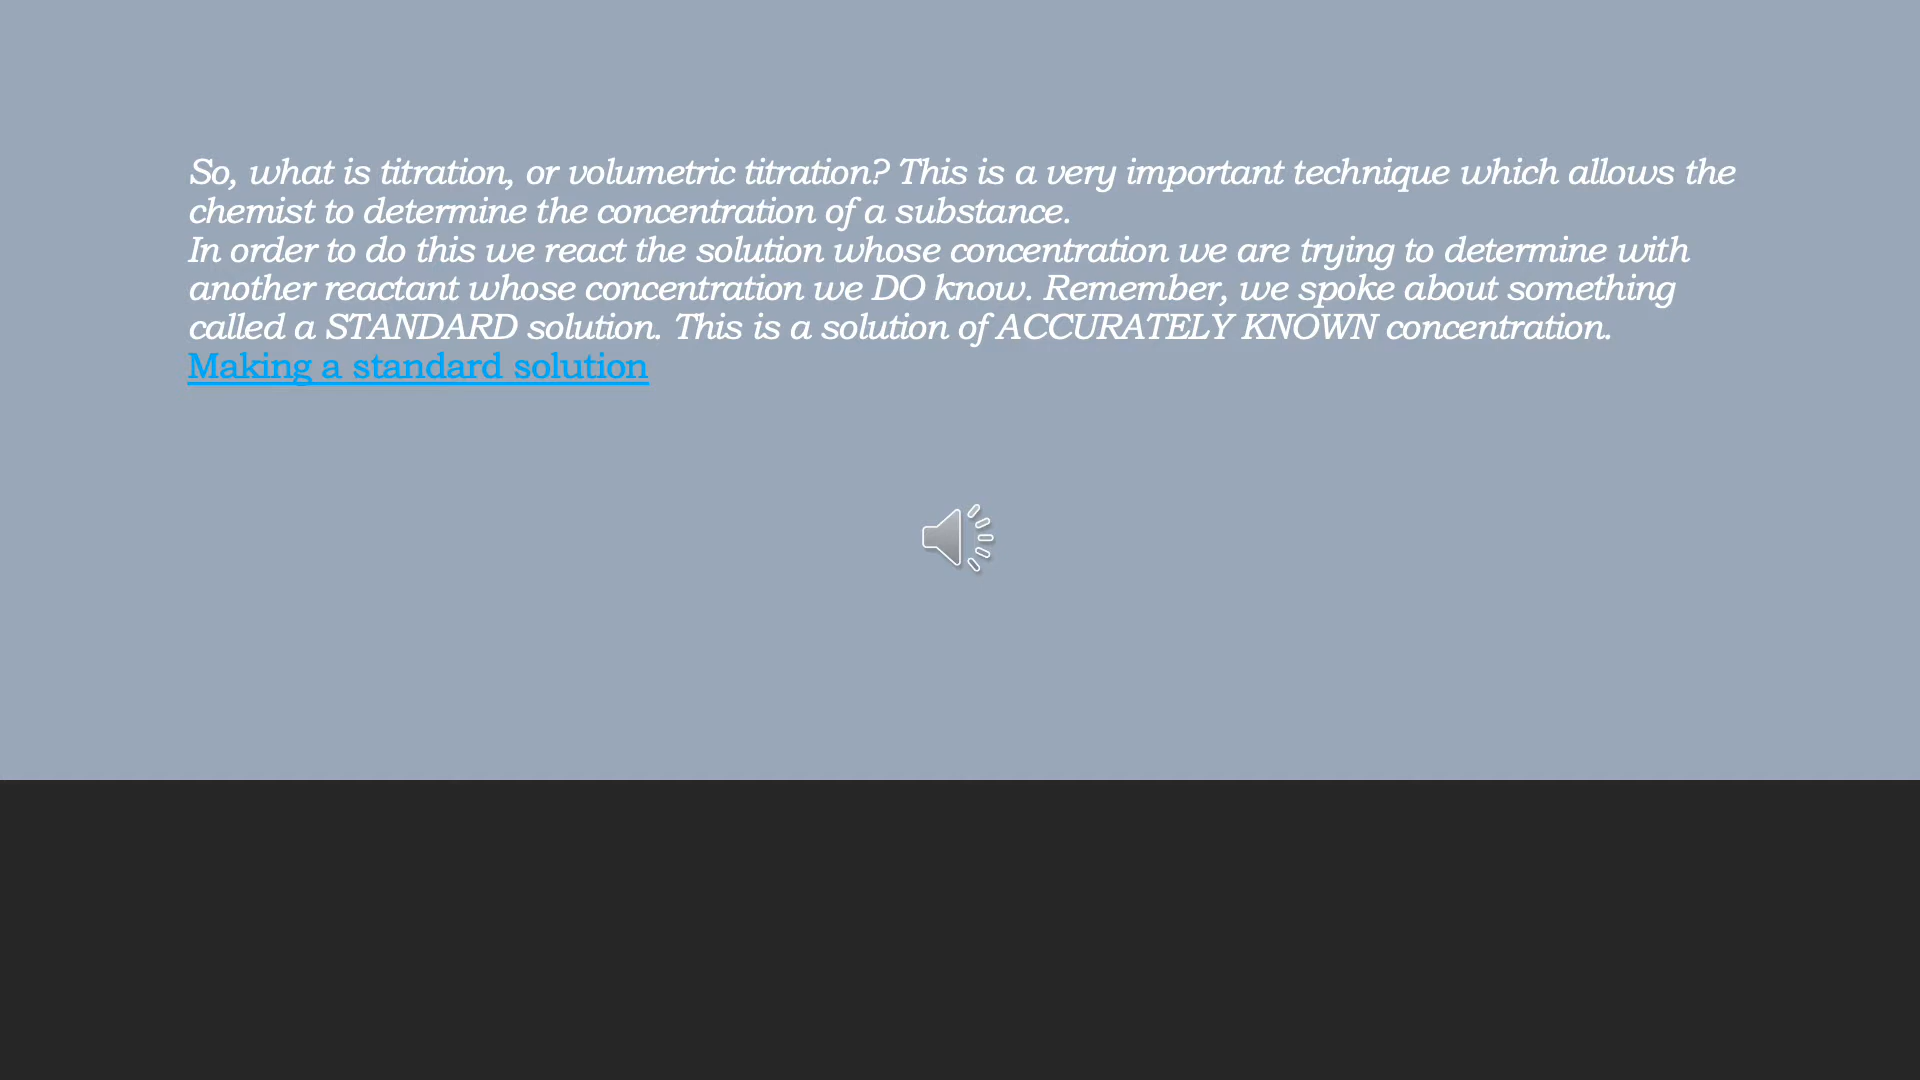 So, what is titration, or volumetric titration? This is a very important technique which allows the
chemist to determine the concentration of a substance.
In order to do this we react the solution whose concentration we are trying to determine with
another reactant whose concentration we DO know. Remember, we spoke about something
called a STANDARD solution. This is a solution of ACCURATELY KNOWN concentration.
Making a standard solution